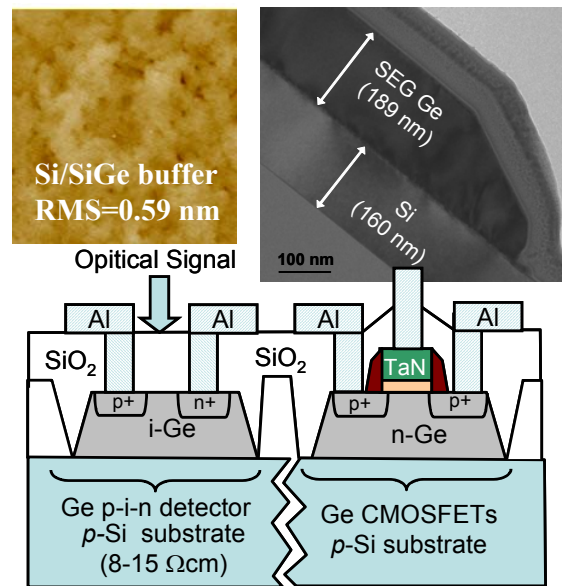 Si/SiGe buffer
RMS=0.59 nm
SEG Ge
(189 nm)
Si
(160 nm)
100 nm
Opitical Signal
Al
Al
Al
Al
SiO2
SiO2
TaN
p+
n+
p+
p+
i-Ge
n-Ge
Ge p-i-n detector
p-Si substrate
(8-15 Ωcm)
Ge CMOSFETs
p-Si substrate